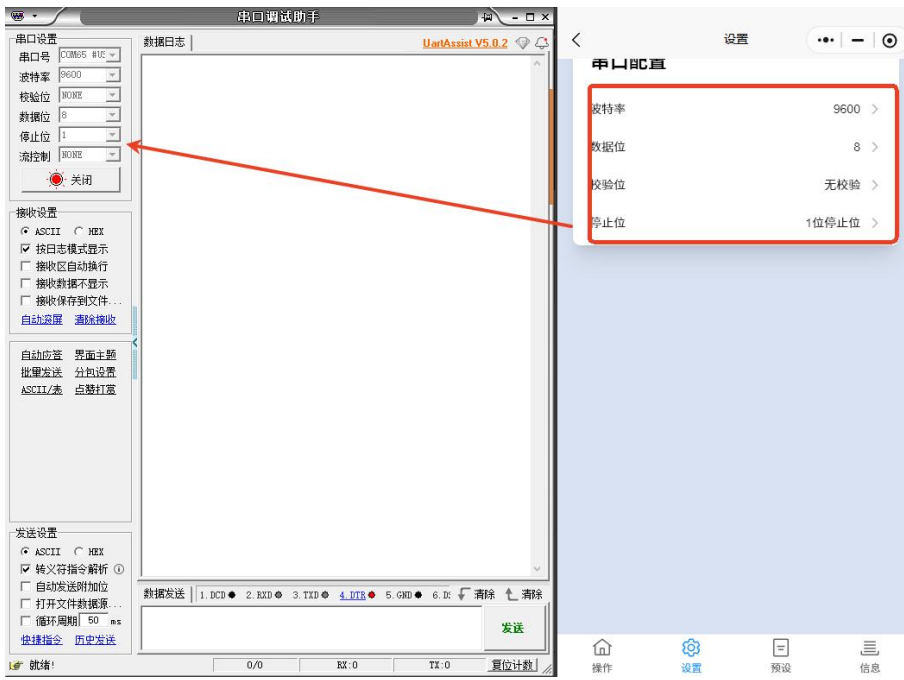 串口调试助手
串口设置
串口号 COM65 #US
波特率 9600
校验位 NONE
数据位 8
停止位 1
流控制 NONE
关闭
接收设置
ASCII HEX
按日志模式显示
接收区自动换行
接收数据不显示
接收保存到文件...
自动滚屏 清除接收
自动应答 界面主题
批量发送 分包设置
ASCII/表 点赞打赏
发送设置
ASCII HEX
转义符指令解析
自动发送附加位
打开文件数据源...
循环周期 50 ms
快捷指令 历史发送
就绪!
数据日志
UartAssist V5.0.2
数据发送 1.DCD 2.RXD 3.TXD 4.DTR 5.GND 6.D 清除 清除
发送
0/0 RX:0 TX:0 复位计数
设置
串口配置
波特率 9600
数据位 8
校验位 无校验
停止位 1位停止位
操作 设置 预设 信息